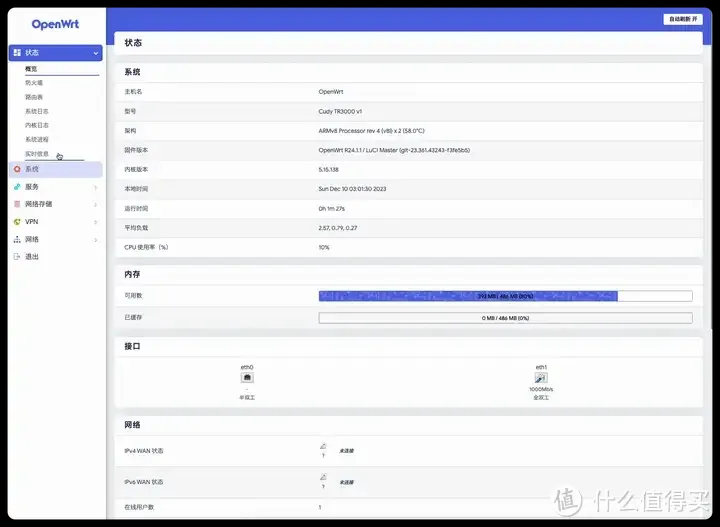 OpenWrt
自动刷新 开
状态
概览
防火墙
路由表
系统日志
内核日志
系统进程
实时信息
系统
服务
网络存储
VPN
网络
退出
状态
系统
主机名 OpenWrt
型号 Cudy TR3000 v1
架构 ARMv8 Processor rev 4 (v8l) x 2 (58.0°C)
固件版本 OpenWrt R24.1.1 / LuCI Master (git-23.361.43243-f3fe5b5)
内核版本 5.15.138
本地时间 Sun Dec 10 03:01:30 2023
运行时间 0h 1m 27s
平均负载 2.57, 0.79, 0.27
CPU 使用率（%） 10%
内存
可用数
已缓存 0 MB / 486 MB (0%)
接口
eth0 eth1
- 1000Mb/s
半双工 全双工
网络
IPv4 WAN 状态 ? 未连接
IPv6 WAN 状态 ? 未连接
在线用户数 1
值 什么值得买